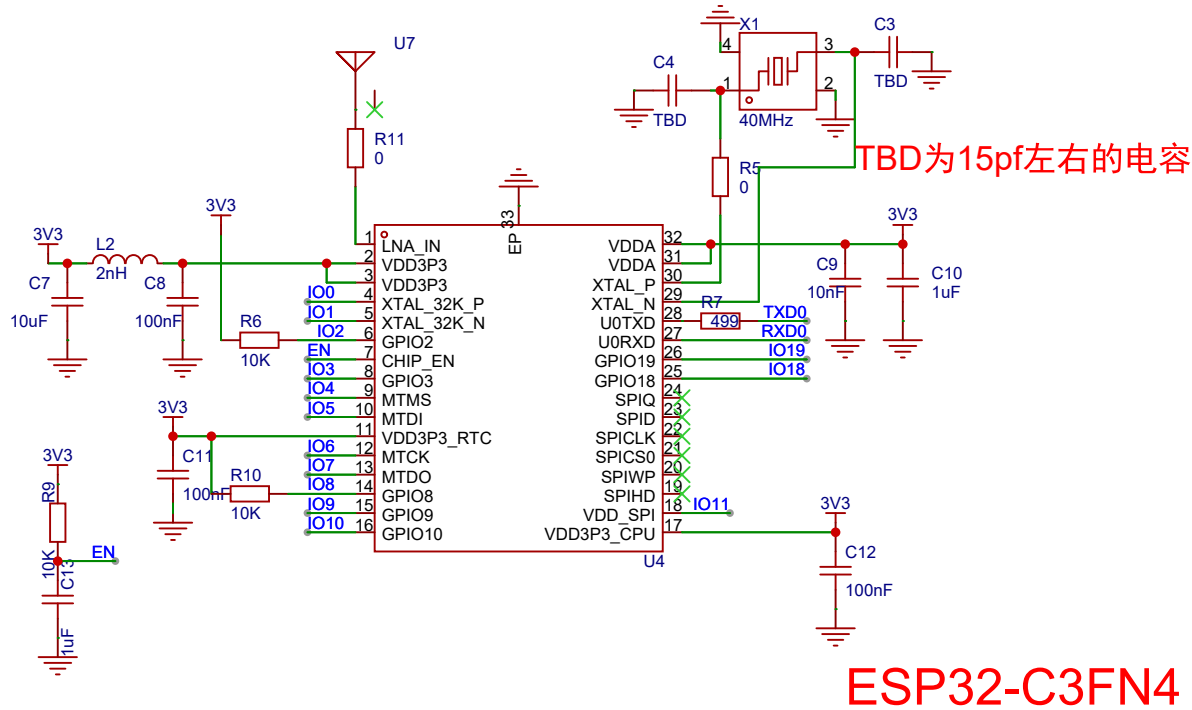 U7
R11
0
X1
4
3
1
2
40MHz
C3
TBD
C4
TBD
TBD为15pf左右的电容
R5
0
3V3
3V3
L2
2nH
C7
10uF
C8
100nF
R6
10K
EP
33
3V3
C9
10nF
C10
1uF
1
LNA_IN
2
VDD3P3
3
VDD3P3
IO0
4
XTAL_32K_P
IO1
5
XTAL_32K_N
IO2
6
GPIO2
EN
7
CHIP_EN
IO3
8
GPIO3
IO4
9
MTMS
IO5
10
MTDI
11
VDD3P3_RTC
IO6
12
MTCK
IO7
13
MTDO
IO8
14
GPIO8
IO9
15
GPIO9
IO10
16
GPIO10
VDDA
32
VDDA
31
XTAL_P
30
XTAL_N
29
U0TXD
28
R7
499
TXD0
U0RXD
27
RXD0
GPIO19
26
IO19
GPIO18
25
IO18
SPIQ
24
SPID
23
SPICLK
22
SPICS0
21
SPIWP
20
SPIHD
19
VDD_SPI
18
IO11
VDD3P3_CPU
17
U4
3V3
C11
100nF
R10
10K
3V3
R9
10K
EN
C13
1uF
3V3
C12
100nF
ESP32-C3FN4